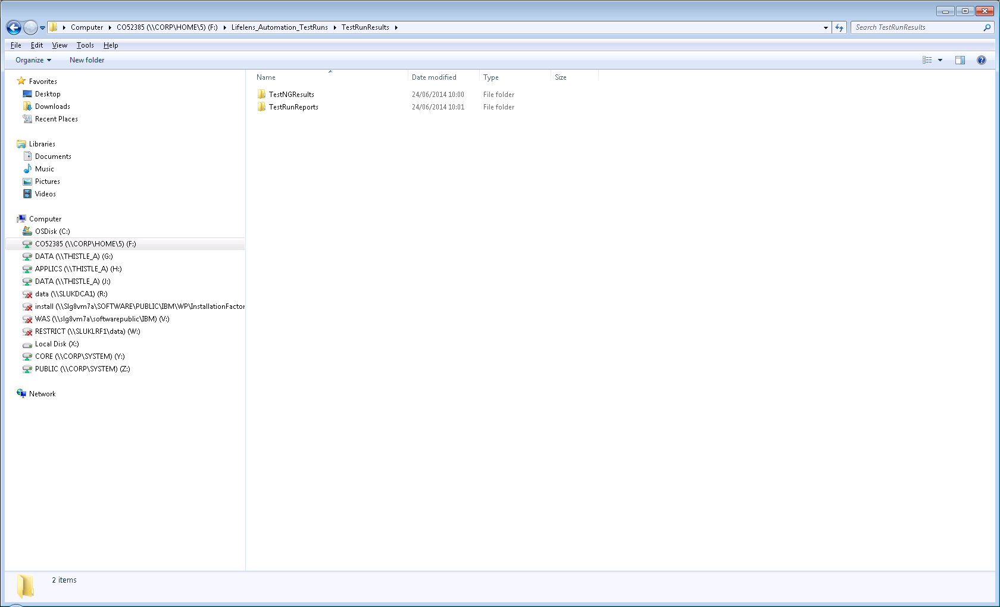 Computer CO52385 (\\CORP\HOME\5) (F:) Lifelens_Automation_TestRuns TestRunResults
Search TestRunResults
File Edit View Tools Help
Organize New folder
Name Date modified Type Size
TestNGResults 24/06/2014 10:00 File folder
TestRunReports 24/06/2014 10:01 File folder
Favorites
Desktop
Downloads
Recent Places
Libraries
Documents
Music
Pictures
Videos
Computer
OSDisk (C:)
CO52385 (\\CORP\HOME\5) (F:)
DATA (\\THISTLE_A) (G:)
APPLICS (\\THISTLE_A) (H:)
DATA (\\THISTLE_A) (J:)
data (\\SLUKDCA1) (R:)
install (\\Slg8vm7a\SOFTWARE\PUBLIC\IBM\WP\InstallationFactor
WAS (\\slg8vm7a\softwarepublic\IBM) (V:)
RESTRICT (\\SLUKLRF1\data) (W:)
Local Disk (X:)
CORE (\\CORP\SYSTEM) (Y:)
PUBLIC (\\CORP\SYSTEM) (Z:)
Network
2 items